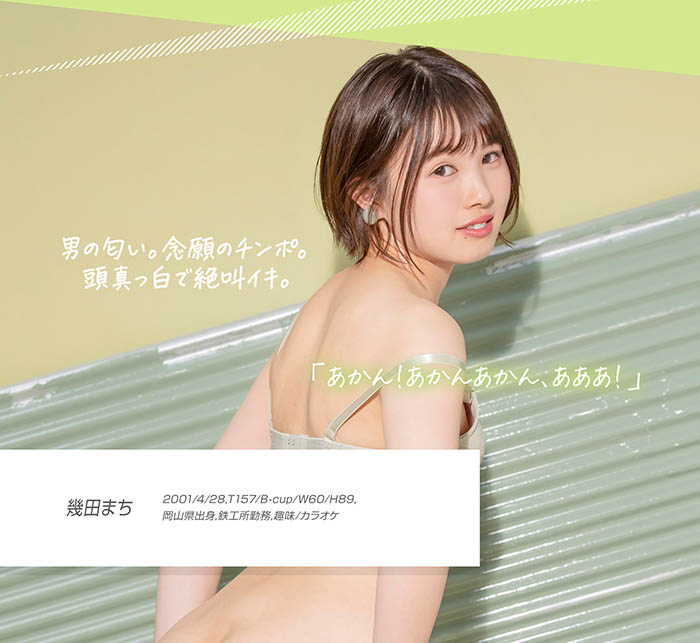 男の匂い。念願のチンポ。
頭真っ白で絶叫イキ。
「あかん!あかんあかん、あああ!」
幾田まち
2001/4/28,T157/B-cup/W60/H89,
岡山県出身,鉄工所勤務,趣味/カラオケ